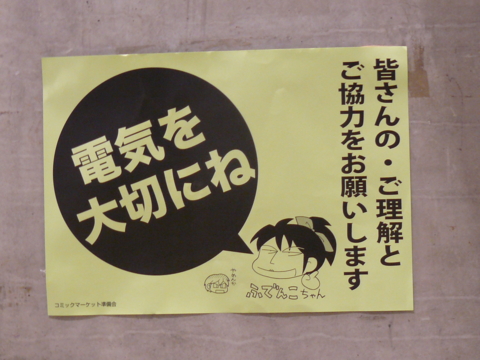 皆さんの・ご理解と
ご協力をお願いします
電気を
大切にね
ふでんこちゃん
コミックマーケット準備会